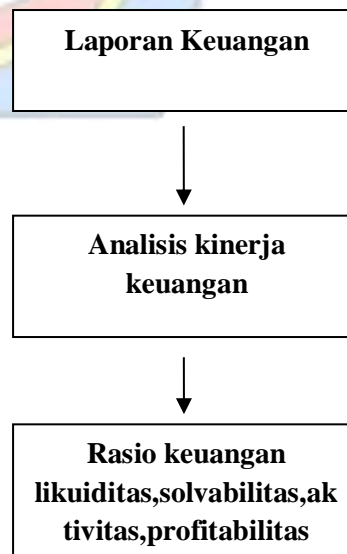 Laporan Keuangan
Analisis kinerja
keuangan
Rasio keuangan
likuiditas,solvabilitas,ak
tivitas,profitabilitas